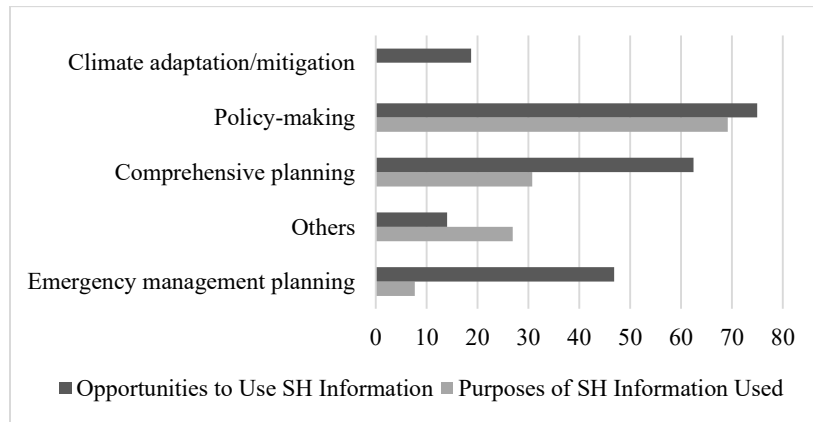 Climate adaptation/mitigation
Policy-making
Comprehensive planning
Others
Emergency management planning
0 10 20 30 40 50 60 70 80
Opportunities to Use SH Information Purposes of SH Information Used